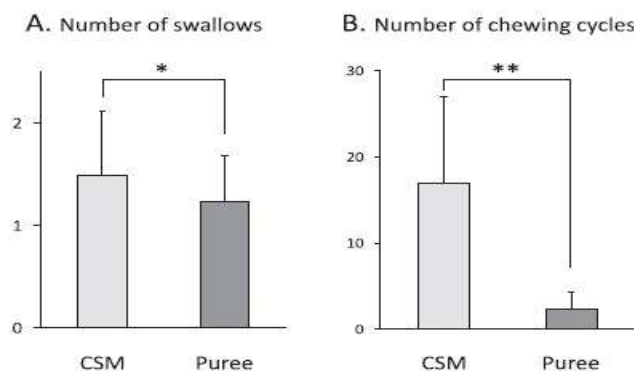 A. Number of swallows
*
2
1
0
CSM Puree
B. Number of chewing cycles
**
30
20
10
0
CSM Puree